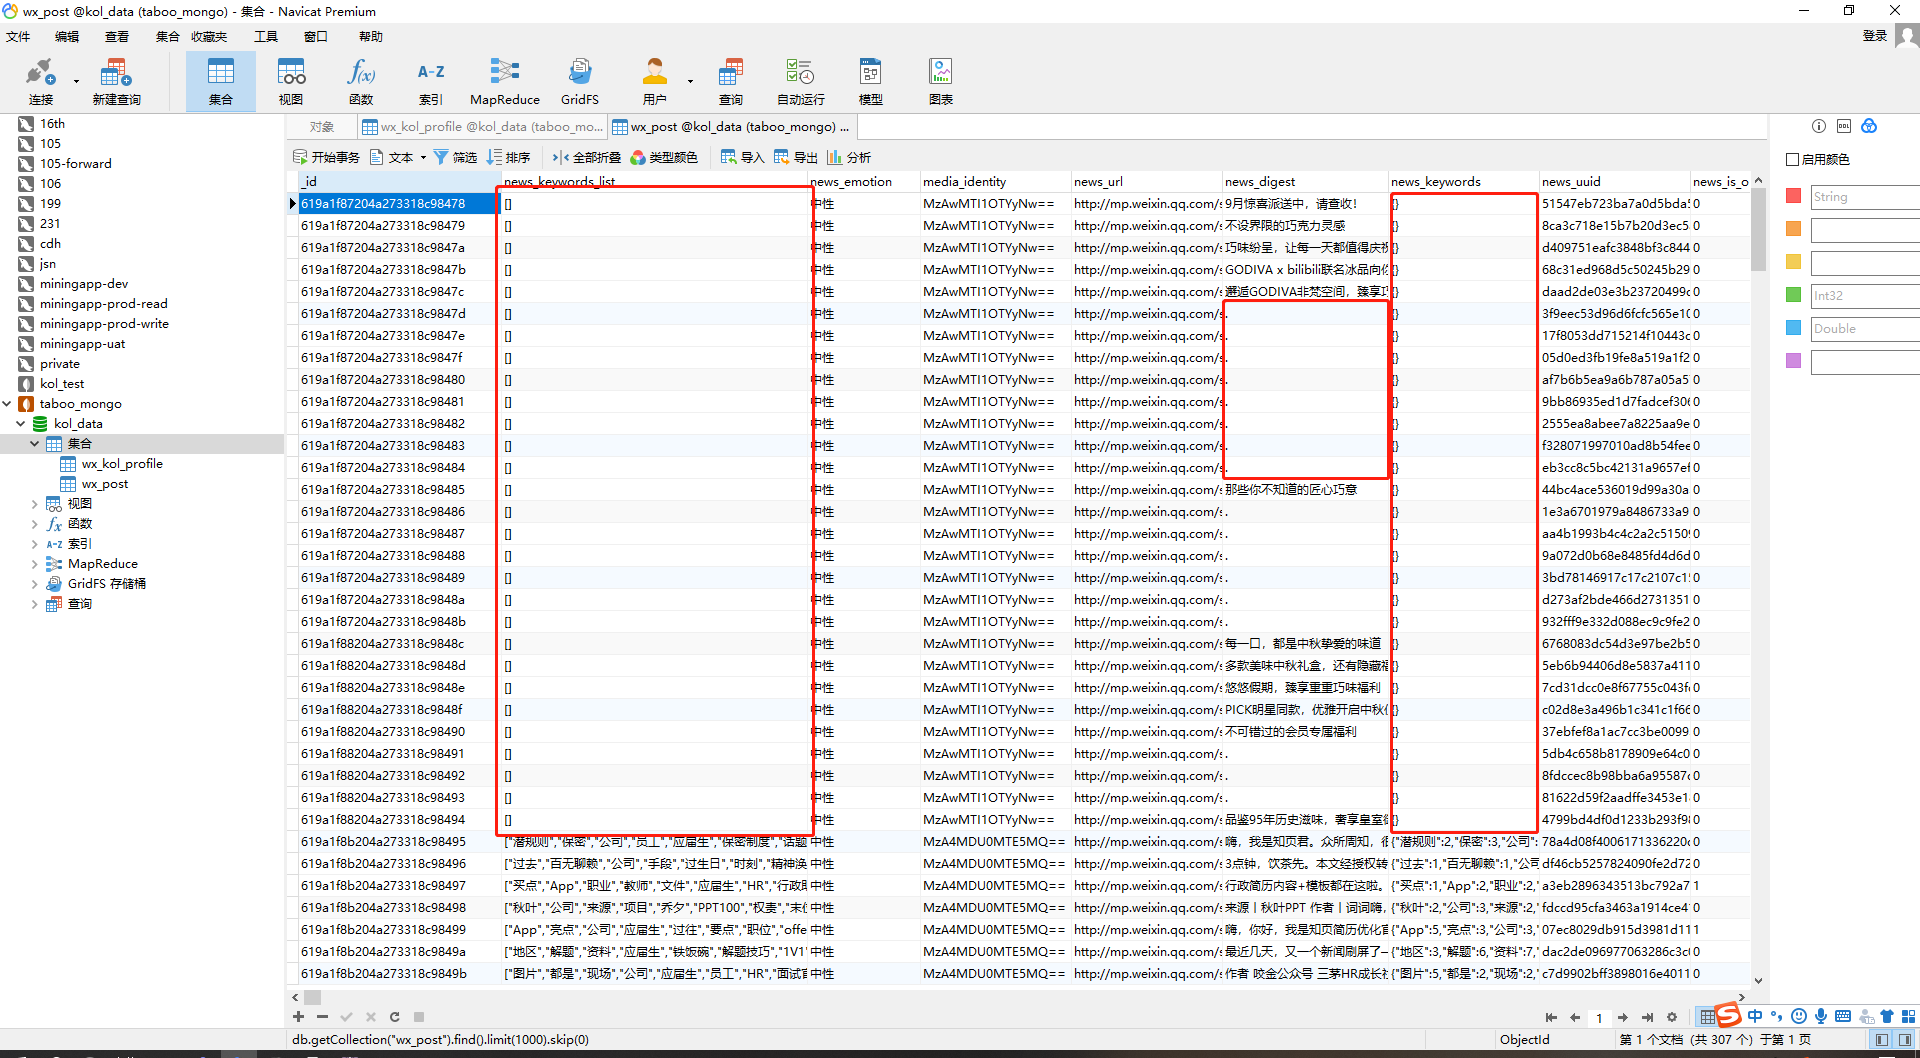 wx_post @kol_data (taboo_mongo) - 集合 - Navicat Premium
文件 编辑 查看 集合 收藏夹 工具 窗口 帮助 登录
连接 新建查询 集合 视图 函数 索引 MapReduce GridFS 用户 查询 自动运行 模型 图表
16th
105
105-forward
106
199
231
cdh
jsn
miningapp-dev
miningapp-prod-read
miningapp-prod-write
miningapp-uat
private
kol_test
taboo_mongo
kol_data
集合
wx_kol_profile
wx_post
视图
函数
索引
MapReduce
GridFS 存储桶
查询
对象 wx_kol_profile @kol_data (taboo_mo... wx_post @kol_data (taboo_mongo) ...
开始事务 文本 筛选 排序 全部折叠 类型颜色 导入 导出 分析
_id news_keywords_list news_emotion media_identity news_url news_digest news_keywords news_uuid news_is_o
619a1f87204a273318c98478 [] 中性 MzAwMTI1OTYyNw== http://mp.weixin.qq.com/s 9月惊喜派送中，请查收！ {} 51547eb723ba7a0d5bda5 0
619a1f87204a273318c98479 [] 中性 MzAwMTI1OTYyNw== http://mp.weixin.qq.com/s 不设界限的巧克力灵感 {} 8ca3c718e15b7b20d3ec5 0
619a1f87204a273318c9847a [] 中性 MzAwMTI1OTYyNw== http://mp.weixin.qq.com/s 巧味纷呈，让每一天都值得庆祝 {} d409751eafc3848bf3c844 0
619a1f87204a273318c9847b [] 中性 MzAwMTI1OTYyNw== http://mp.weixin.qq.com/s GODIVA x bilibili联名冰品向你 {} 68c31ed968d5c50245b29 0
619a1f87204a273318c9847c [] 中性 MzAwMTI1OTYyNw== http://mp.weixin.qq.com/s 邂逅GODIVA非梵空间，臻享巧 {} daad2de03e3b23720499c 0
619a1f87204a273318c9847d [] 中性 MzAwMTI1OTYyNw== http://mp.weixin.qq.com/s . {} 3f9eec53d96d6fcfc565e10 0
619a1f87204a273318c9847e [] 中性 MzAwMTI1OTYyNw== http://mp.weixin.qq.com/s . {} 17f8053dd715214f10443c 0
619a1f87204a273318c9847f [] 中性 MzAwMTI1OTYyNw== http://mp.weixin.qq.com/s . {} 05d0ed3fb19fe8a519a1f2 0
619a1f87204a273318c98480 [] 中性 MzAwMTI1OTYyNw== http://mp.weixin.qq.com/s . {} af7b6b5ea9a6b787a05a5 0
619a1f87204a273318c98481 [] 中性 MzAwMTI1OTYyNw== http://mp.weixin.qq.com/s . {} 9bb86935ed1d7fadcef306 0
619a1f87204a273318c98482 [] 中性 MzAwMTI1OTYyNw== http://mp.weixin.qq.com/s . {} 2555ea8abee7a8225aa9e 0
619a1f87204a273318c98483 [] 中性 MzAwMTI1OTYyNw== http://mp.weixin.qq.com/s . {} f328071997010ad8b54fee 0
619a1f87204a273318c98484 [] 中性 MzAwMTI1OTYyNw== http://mp.weixin.qq.com/s . {} eb3cc8c5bc42131a9657ef 0
619a1f87204a273318c98485 [] 中性 MzAwMTI1OTYyNw== http://mp.weixin.qq.com/s 那些你不知道的匠心巧意 {} 44bc4ace536019d99a30a 0
619a1f87204a273318c98486 [] 中性 MzAwMTI1OTYyNw== http://mp.weixin.qq.com/s . {} 1e3a6701979a8486733a9 0
619a1f87204a273318c98487 [] 中性 MzAwMTI1OTYyNw== http://mp.weixin.qq.com/s . {} aa4b1993b4c4c2a2c51509 0
619a1f87204a273318c98488 [] 中性 MzAwMTI1OTYyNw== http://mp.weixin.qq.com/s . {} 9a072d0b68e8485fd4d6d 0
619a1f87204a273318c98489 [] 中性 MzAwMTI1OTYyNw== http://mp.weixin.qq.com/s . {} 3bd78146917c17c2107c15 0
619a1f87204a273318c9848a [] 中性 MzAwMTI1OTYyNw== http://mp.weixin.qq.com/s . {} d273af2bde466d2731351 0
619a1f87204a273318c9848b [] 中性 MzAwMTI1OTYyNw== http://mp.weixin.qq.com/s . {} 932fff9e332d088ec9c9fe2 0
619a1f88204a273318c9848c [] 中性 MzAwMTI1OTYyNw== http://mp.weixin.qq.com/s 每一口，都是中秋挚爱的味道 {} 6768083dc54d3e97be2b5 0
619a1f88204a273318c9848d [] 中性 MzAwMTI1OTYyNw== http://mp.weixin.qq.com/s 多款美味中秋礼盒，还有隐藏福 {} 5eb6b94406d8e5837a411 0
619a1f88204a273318c9848e [] 中性 MzAwMTI1OTYyNw== http://mp.weixin.qq.com/s 悠悠假期，臻享重重巧味福利 {} 7cd31dcc0e8f67755c043f 0
619a1f88204a273318c9848f [] 中性 MzAwMTI1OTYyNw== http://mp.weixin.qq.com/s PICK明星同款，优雅开启中秋 {} c02d8e3a496b1c341c1f66 0
619a1f88204a273318c98490 [] 中性 MzAwMTI1OTYyNw== http://mp.weixin.qq.com/s 不可错过的会员专属福利 {} 37ebfef8a1ac7cc3be0099 0
619a1f88204a273318c98491 [] 中性 MzAwMTI1OTYyNw== http://mp.weixin.qq.com/s . {} 5db4c658b8178909e64c0 0
619a1f88204a273318c98492 [] 中性 MzAwMTI1OTYyNw== http://mp.weixin.qq.com/s . {} 8fdccec8b98bba6a95587c 0
619a1f88204a273318c98493 [] 中性 MzAwMTI1OTYyNw== http://mp.weixin.qq.com/s . {} 81622d59f2aadffe3453e1 0
619a1f88204a273318c98494 [] 中性 MzAwMTI1OTYyNw== http://mp.weixin.qq.com/s 品鉴95年历史滋味，奢享皇室 {} 4799bd4df0d1233b293f98 0
619a1f8b204a273318c98495 ["潜规则","保密","公司","员工","应届生","保密制度","话题 中性 MzA4MDU0MTE5MQ== http://mp.weixin.qq.com/s 嗨，我是知页君。众所周知，很 {"潜规则":2,"保密":3,"公司": 78a4d08f4006171336220c 0
619a1f8b204a273318c98496 ["过去","百无聊赖","公司","手段","过生日","时刻","精神焕 中性 MzA4MDU0MTE5MQ== http://mp.weixin.qq.com/s 3点钟，饮茶先。本文经授权转 {"过去":1,"百无聊赖":1,"公司 df46cb5257824090fe2d72 0
619a1f8b204a273318c98497 ["买点","App","职业","教师","文件","应届生","HR","行政助 中性 MzA4MDU0MTE5MQ== http://mp.weixin.qq.com/s 行政简历内容+模板都在这啦。 {"买点":1,"App":2,"职业":2, a3eb2896343513bc792a7 1
619a1f8b204a273318c98498 ["秋叶","公司","来源","项目","乔夕","PPT100","权责","末位 中性 MzA4MDU0MTE5MQ== http://mp.weixin.qq.com/s 来源丨秋叶PPT 作者丨词词嗨， {"秋叶":2,"公司":3,"来源":2, fdccd95cfa3463a1914ce4 0
619a1f8b204a273318c98499 ["App","亮点","公司","应届生","过往","要点","职位","offe 中性 MzA4MDU0MTE5MQ== http://mp.weixin.qq.com/s 嗨，你好，我是知页简历优化官 {"App":5,"亮点":3,"公司":3, 07ec8029db915d3981d11 1
619a1f8b204a273318c9849a ["地区","解题","资料","应届生","铁饭碗","解题技巧","1V1" 中性 MzA4MDU0MTE5MQ== http://mp.weixin.qq.com/s 最近几天，又一个新闻刷屏了— {"地区":3,"解题":6,"资料":7, dac2de096977063286c3c 0
619a1f8b204a273318c9849b ["图片","都是","现场","公司","应届生","员工","HR","面试官 中性 MzA4MDU0MTE5MQ== http://mp.weixin.qq.com/s 作者 咬金公众号 三茅HR成长社 {"图片":5,"都是":2,"现场":2, c7d9902bff3898016e4011 0
启用颜色
String
Int32
Double
1
中
db.getCollection("wx_post").find().limit(1000).skip(0) ObjectId 第 1 个文档 (共 307 个) 于第 1 页